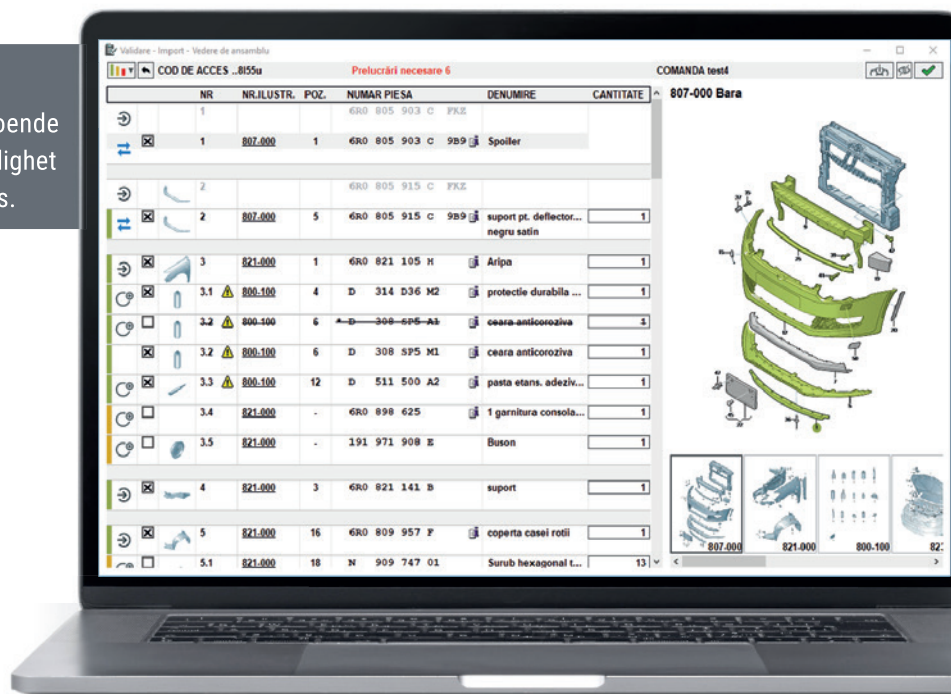 pende
lighet
s.
Validare - Import - Vedere de ansamblu
COD DE ACCES ..8I55u Prelucrări necesare 6 COMANDA test4
NR NR.ILUSTR. POZ. NUMAR PIESA DENUMIRE CANTITATE
807-000 Bara
1 6R0 805 903 C FKZ
1 807-000 1 6R0 805 903 C 9B9 Spoiler
2 6R0 805 915 C FKZ
2 807-000 5 6R0 805 915 C 9B9 suport pt. deflector... 1
negru satin
3 821-000 1 6R0 821 105 H Aripa 1
3.1 800-100 4 D 314 D36 M2 protectie durabila ... 1
3.2 800-100 6 * D 308 SP5 A1 ceara anticoroziva 1
3.2 800-100 6 D 308 SP5 M1 ceara anticoroziva 1
3.3 800-100 12 D 511 500 A2 pasta etans. adeziv... 1
3.4 821-000 - 6R0 898 625 1 garnitura consola... 1
3.5 821-000 - 191 971 908 E Buson 1
4 821-000 3 6R0 821 141 B suport 1
5 821-000 16 6R0 809 957 F coperta casei rotii 1
5.1 821-000 18 N 909 747 01 Surub hexagonal t... 13
807-000 821-000 800-100 82